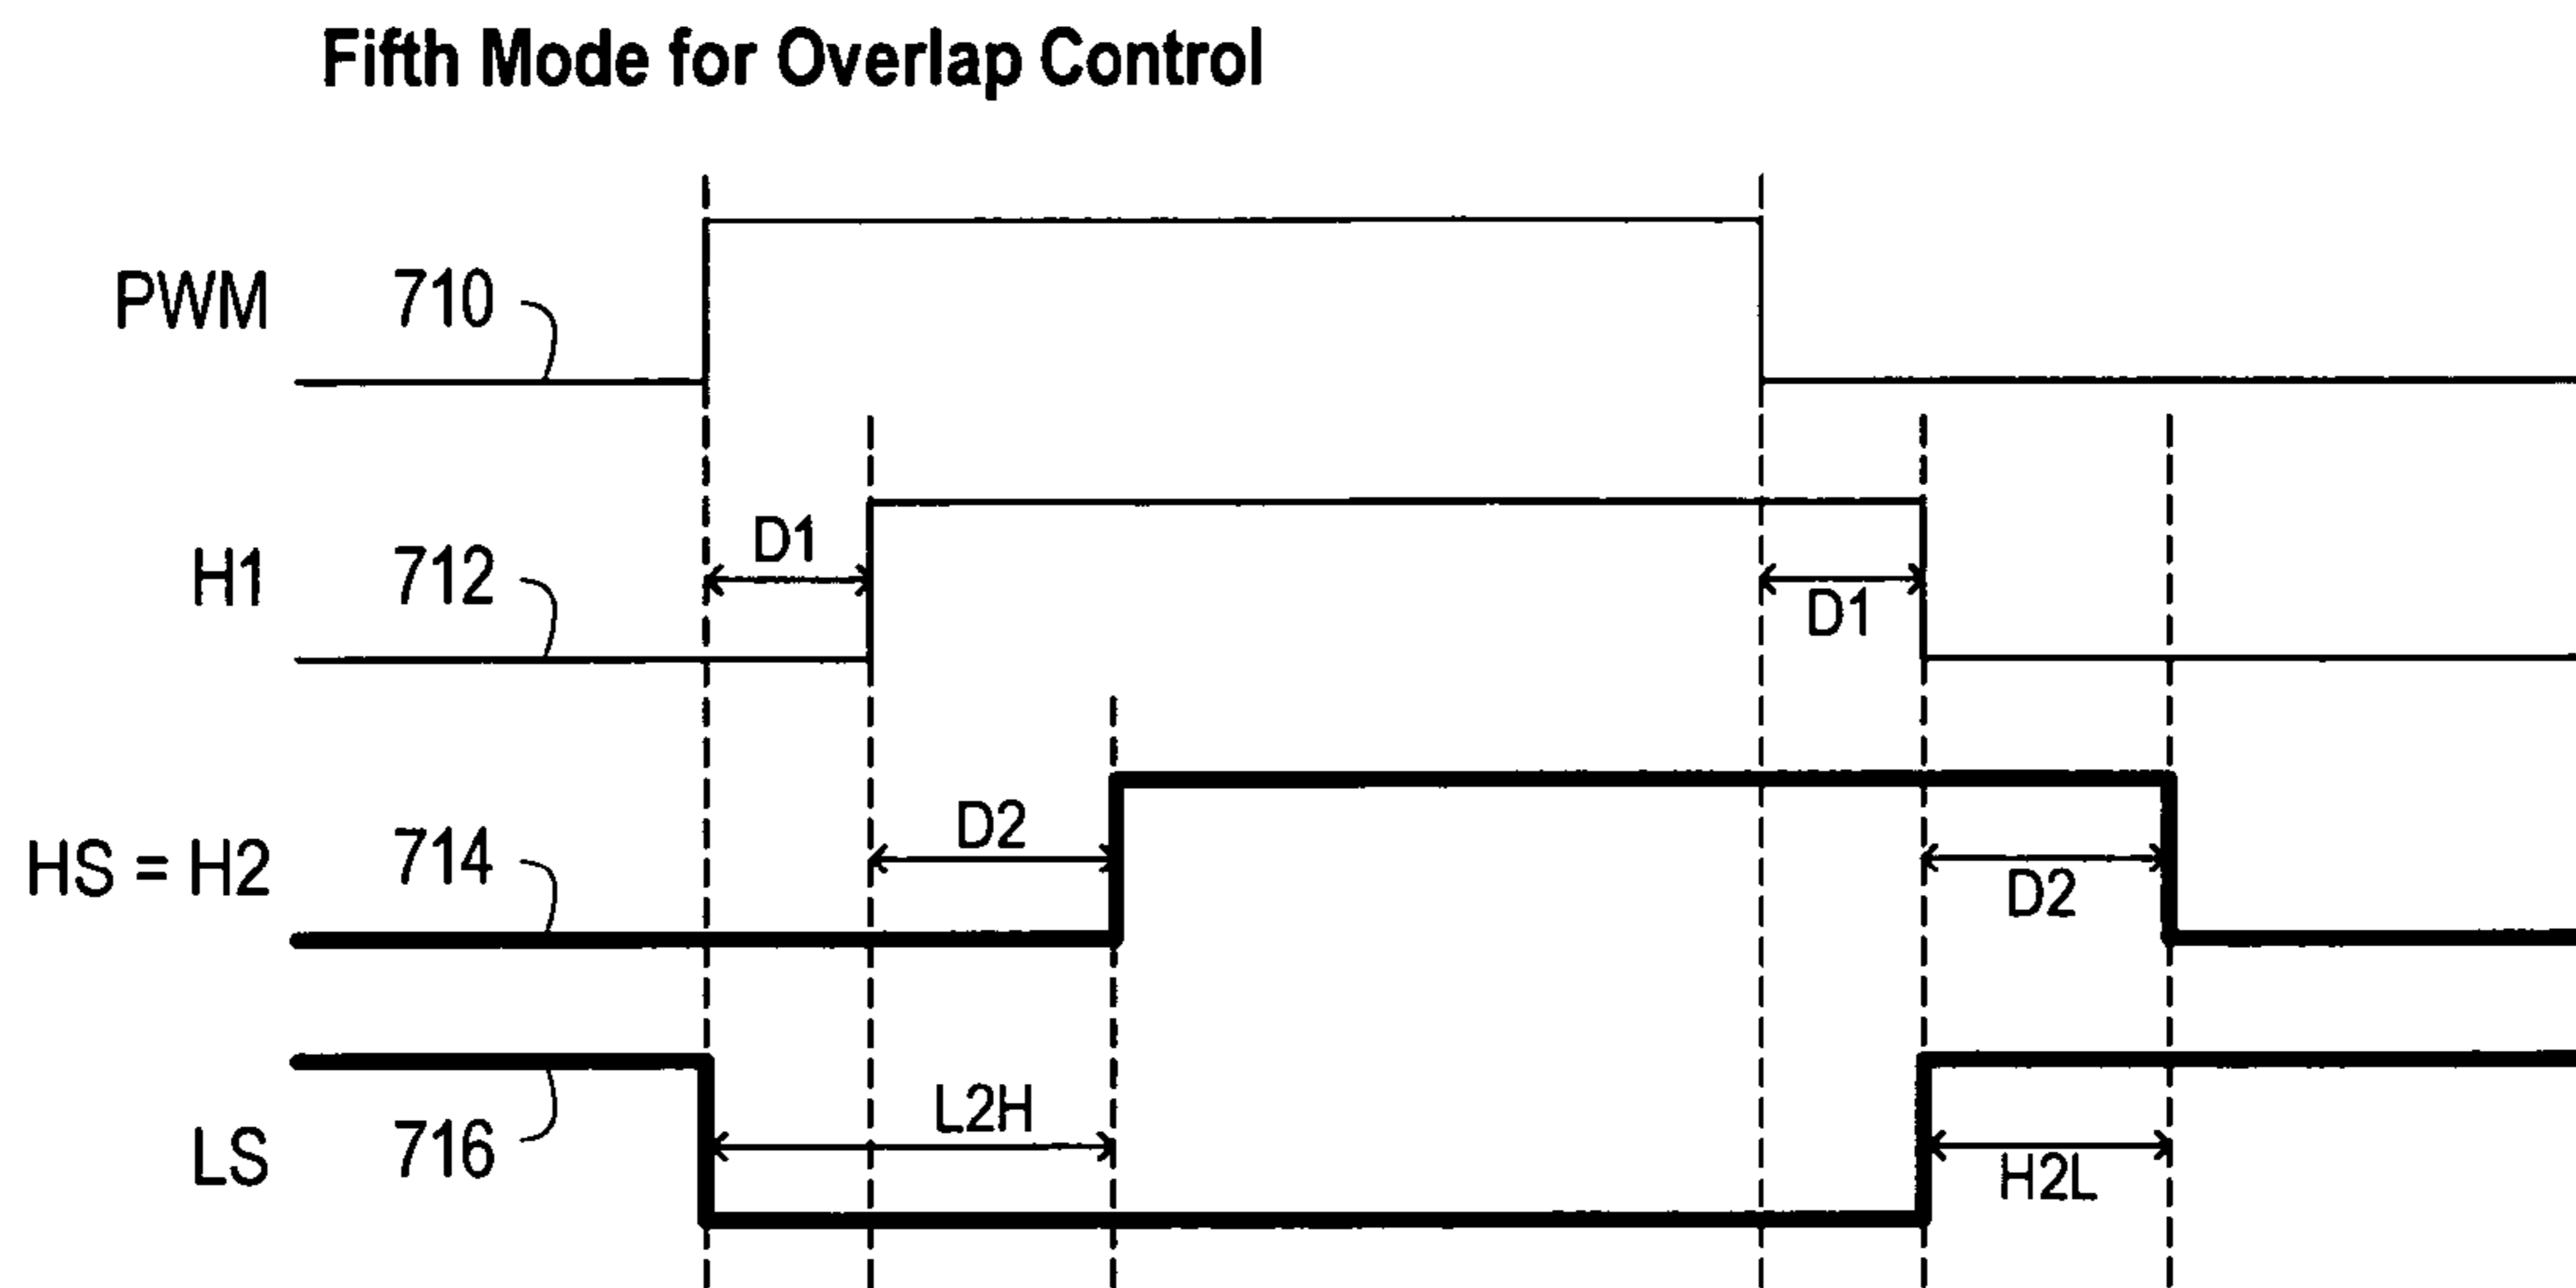 Fifth Mode for Overlap Control
PWM 710
H1 712 D1 D1
HS = H2 714 D2 D2
LS 716 L2H H2L